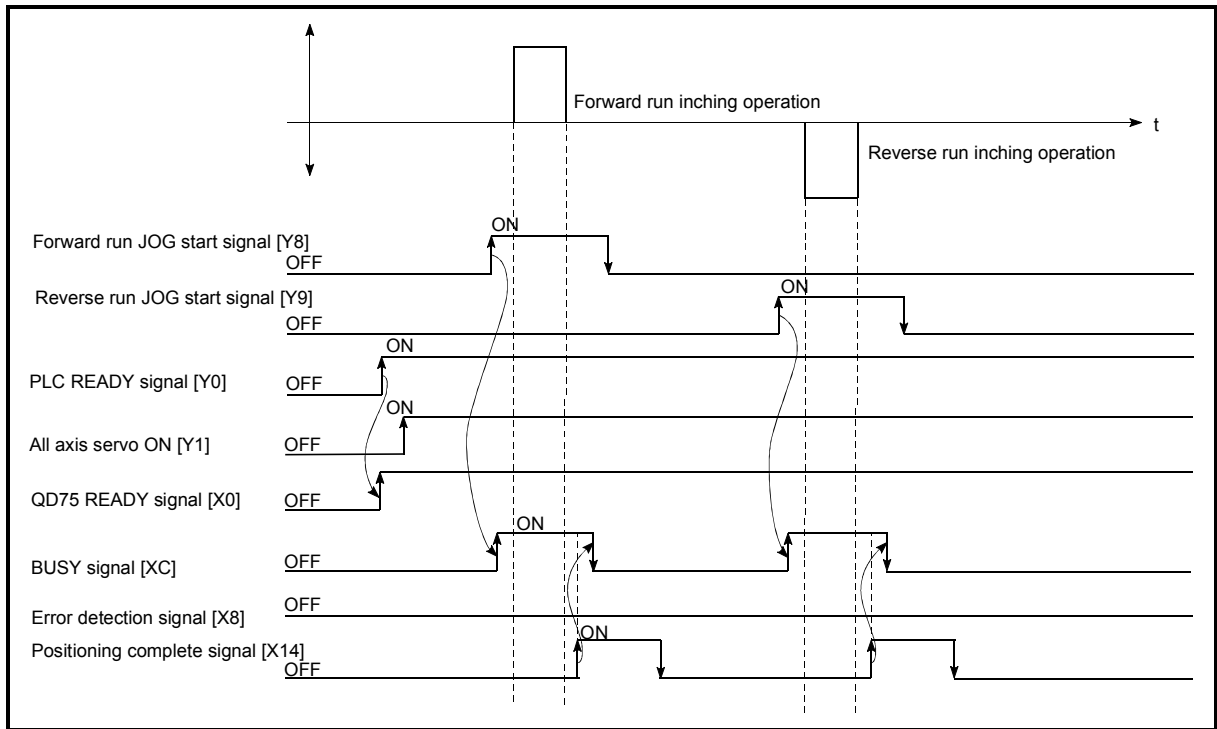 Forward run inching operation
t
Reverse run inching operation
ON
Forward run JOG start signal [Y8]
OFF
ON
Reverse run JOG start signal [Y9]
OFF
ON
PLC READY signal [Y0]
OFF
ON
All axis servo ON [Y1]
OFF
QD75 READY signal [X0]
OFF
ON
BUSY signal [XC]
OFF
OFF
Error detection signal [X8]
ON
Positioning complete signal [X14]
OFF